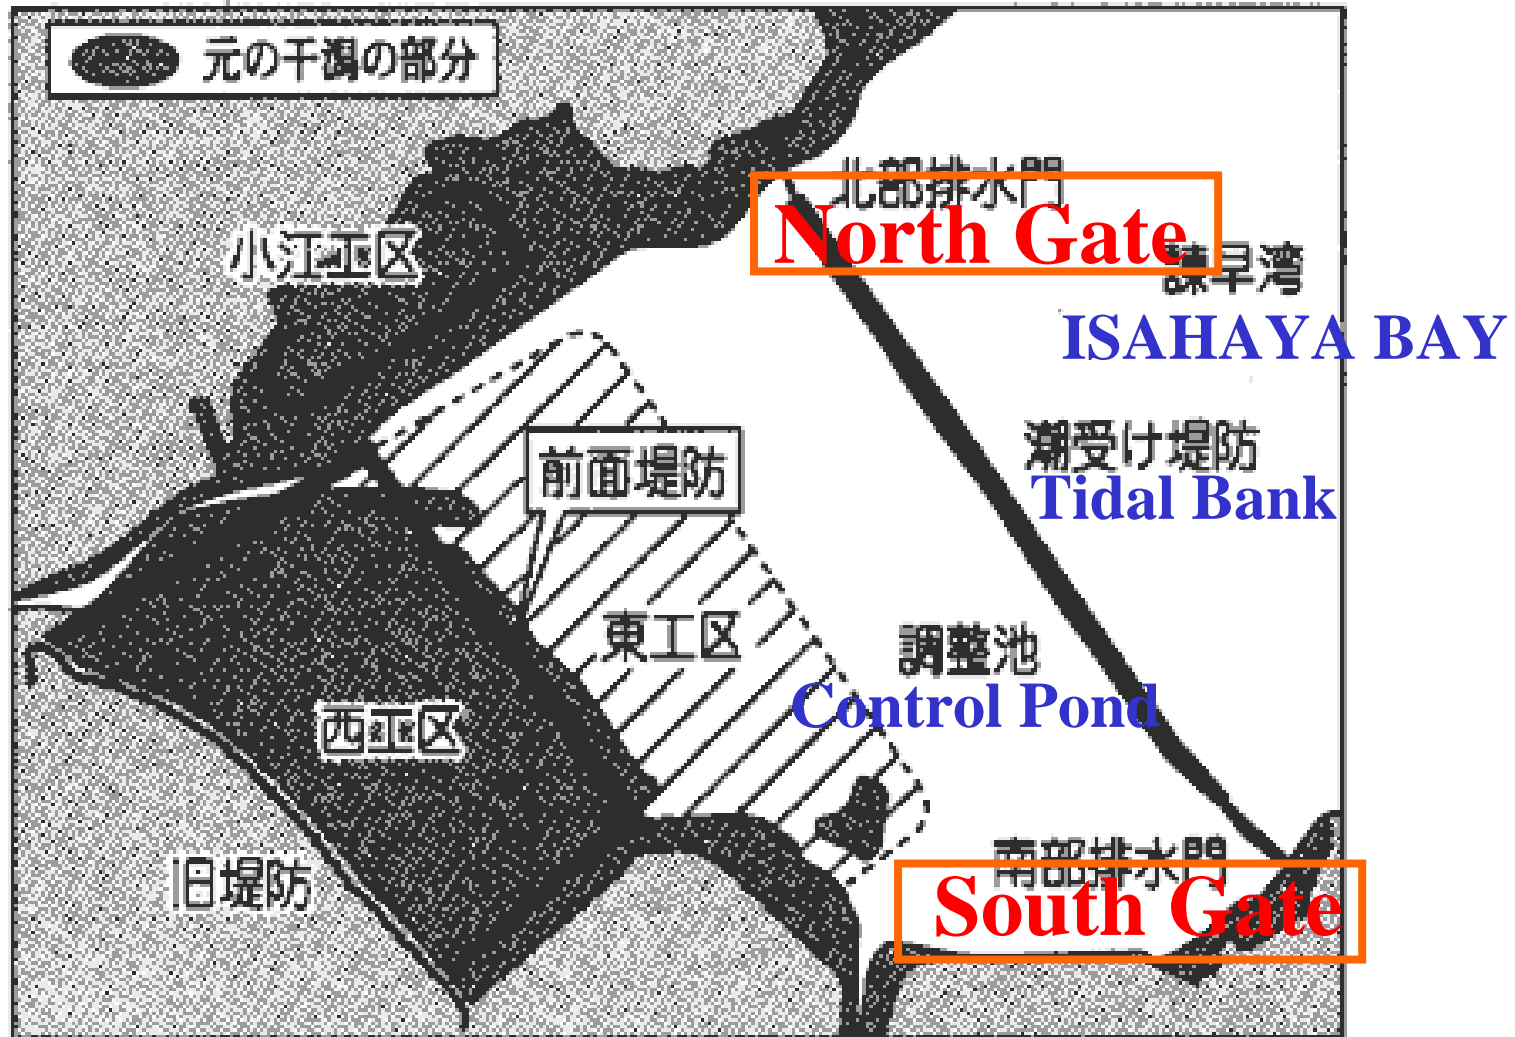 元の干潟の部分
北部排水門
North Gate
小江工区
諫早湾
ISAHAYA BAY
潮受け堤防
前面堤防
Tidal Bank
東工区
調整池
Control Pond
西工区
旧堤防
南部排水門
South Gate